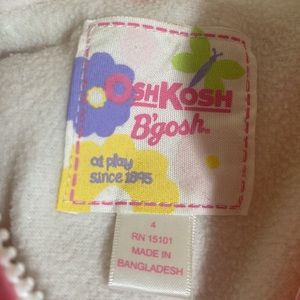 OSHKOSH
B'gosh.
at play
since 1895
4
RN 15101
MADE IN
BANGLADESH